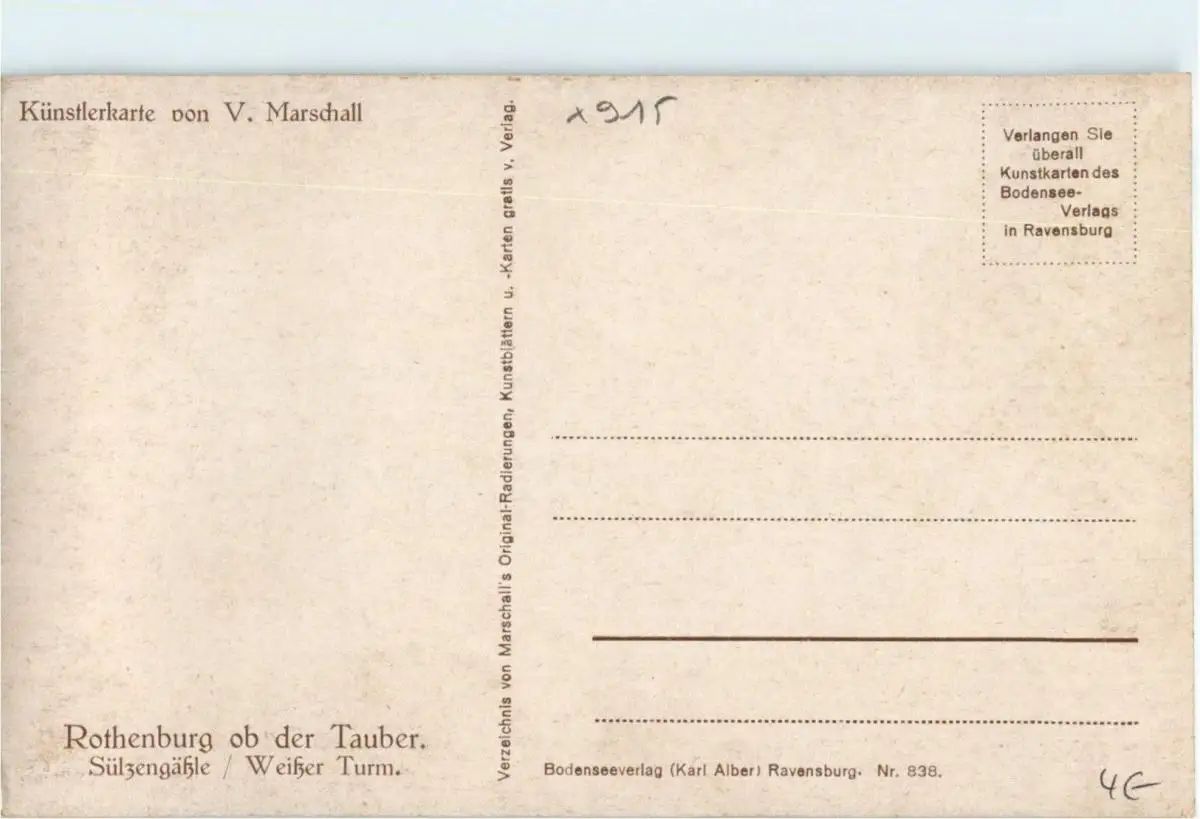 Künstlerkarte von V. Marschall
Verzeichnis von Marschall's Original-Radierungen, Kunstblättern u. -Karten gratis v. Verlag.
x915
Verlangen Sie
überall
Kunstkarten des
Bodensee-
Verlags
in Ravensburg
Rothenburg ob der Tauber.
Sülzengäßle / Weißer Turm.
Bodenseeverlag (Karl Alber) Ravensburg. Nr. 838.
4€